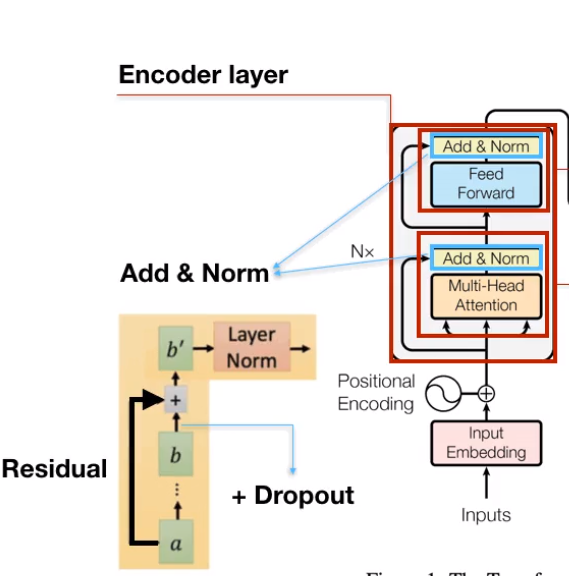 Encoder layer
Add & Norm
Feed
Forward
N×
Add & Norm
Add & Norm
Multi-Head
Attention
b′
Layer
Norm
Positional
Encoding
+
b
Residual
+ Dropout
a
Input
Embedding
Inputs